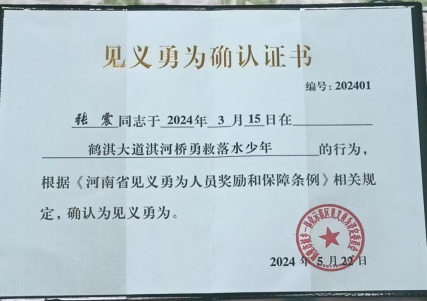 见义勇为确认证书
编号:202401
张震同志于2024年3月15日在
鹤淇大道淇河桥勇救落水少年的行为,
根据《河南省见义勇为人员奖励和保障条例》相关规
定,确认为见义勇为。
2024年5月22日